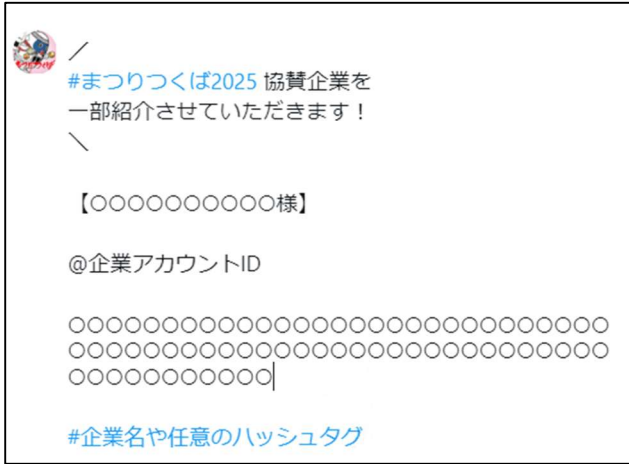 ／
#まつりつくば2025 協賛企業を
一部紹介させていただきます！
＼
【○○○○○○○○○○様】
@企業アカウントID
○○○○○○○○○○○○○○○○○○○○○○○○○○○○○
○○○○○○○○○○○○○○○○○○○○○○○○○○○○○
○○○○○○○○○○○
#企業名や任意のハッシュタグ